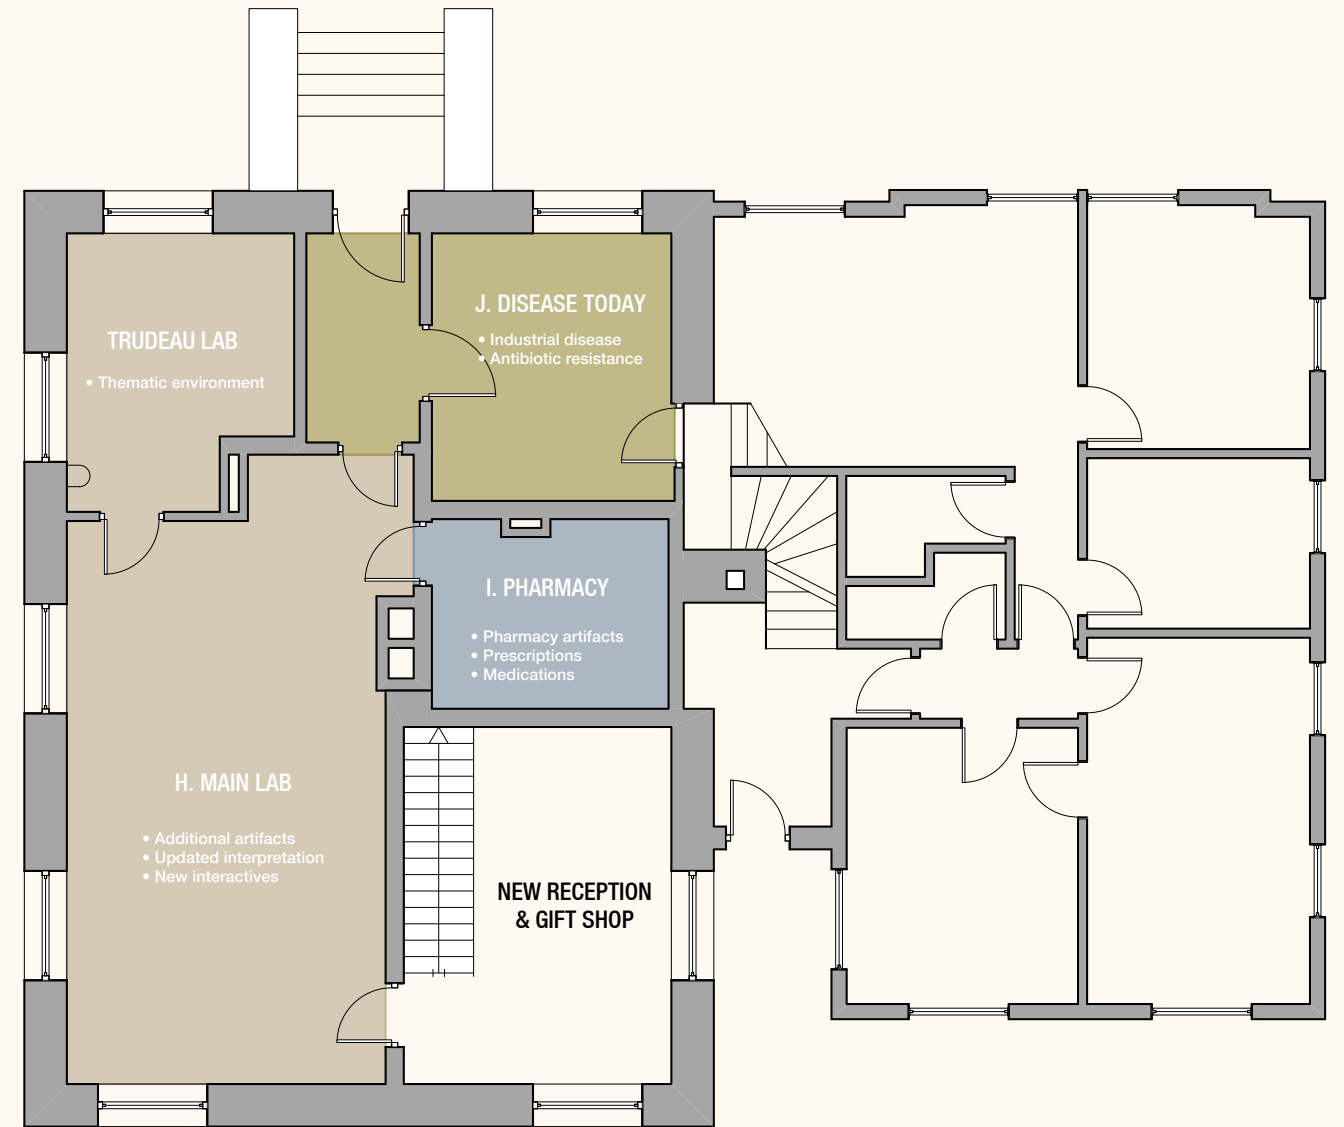 J. DISEASE TODAY
• Industrial disease
• Antibiotic resistance
TRUDEAU LAB
• Thematic environment
I. PHARMACY
• Pharmacy artifacts
• Prescriptions
• Medications
H. MAIN LAB
• Additional artifacts
• Updated interpretation
• New interactives
NEW RECEPTION
& GIFT SHOP